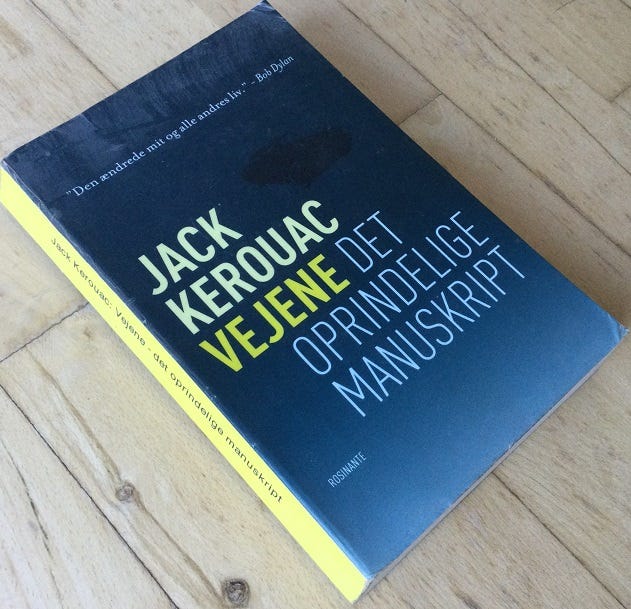 "Den ændrede mit og alle andres liv." – Bob Dylan
JACK
KEROUAC
VEJENE DET
OPRINDELIGE
MANUSKRIPT
ROSINANTE
Jack Kerouac: Vejene – det oprindelige manuskript